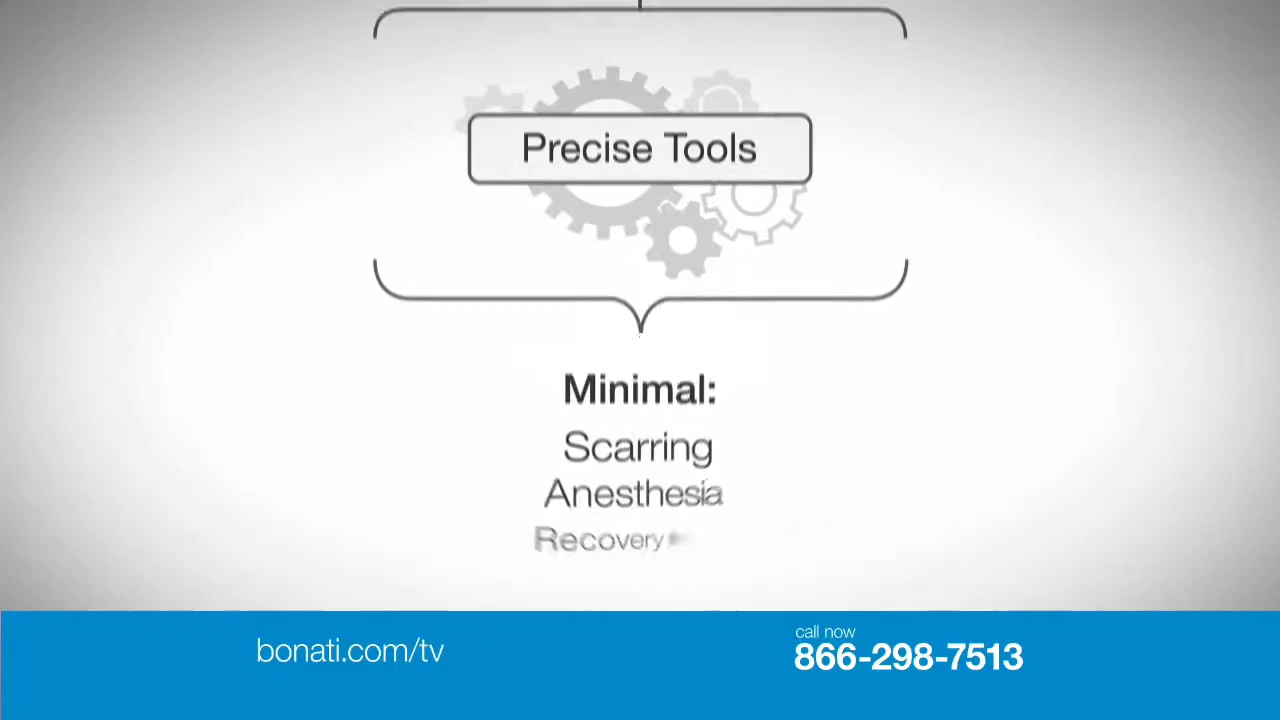 Precise Tools
Minimal:
Scarring
Anesthesia
Recovery
bonati.com/tv
call now
866-298-7513